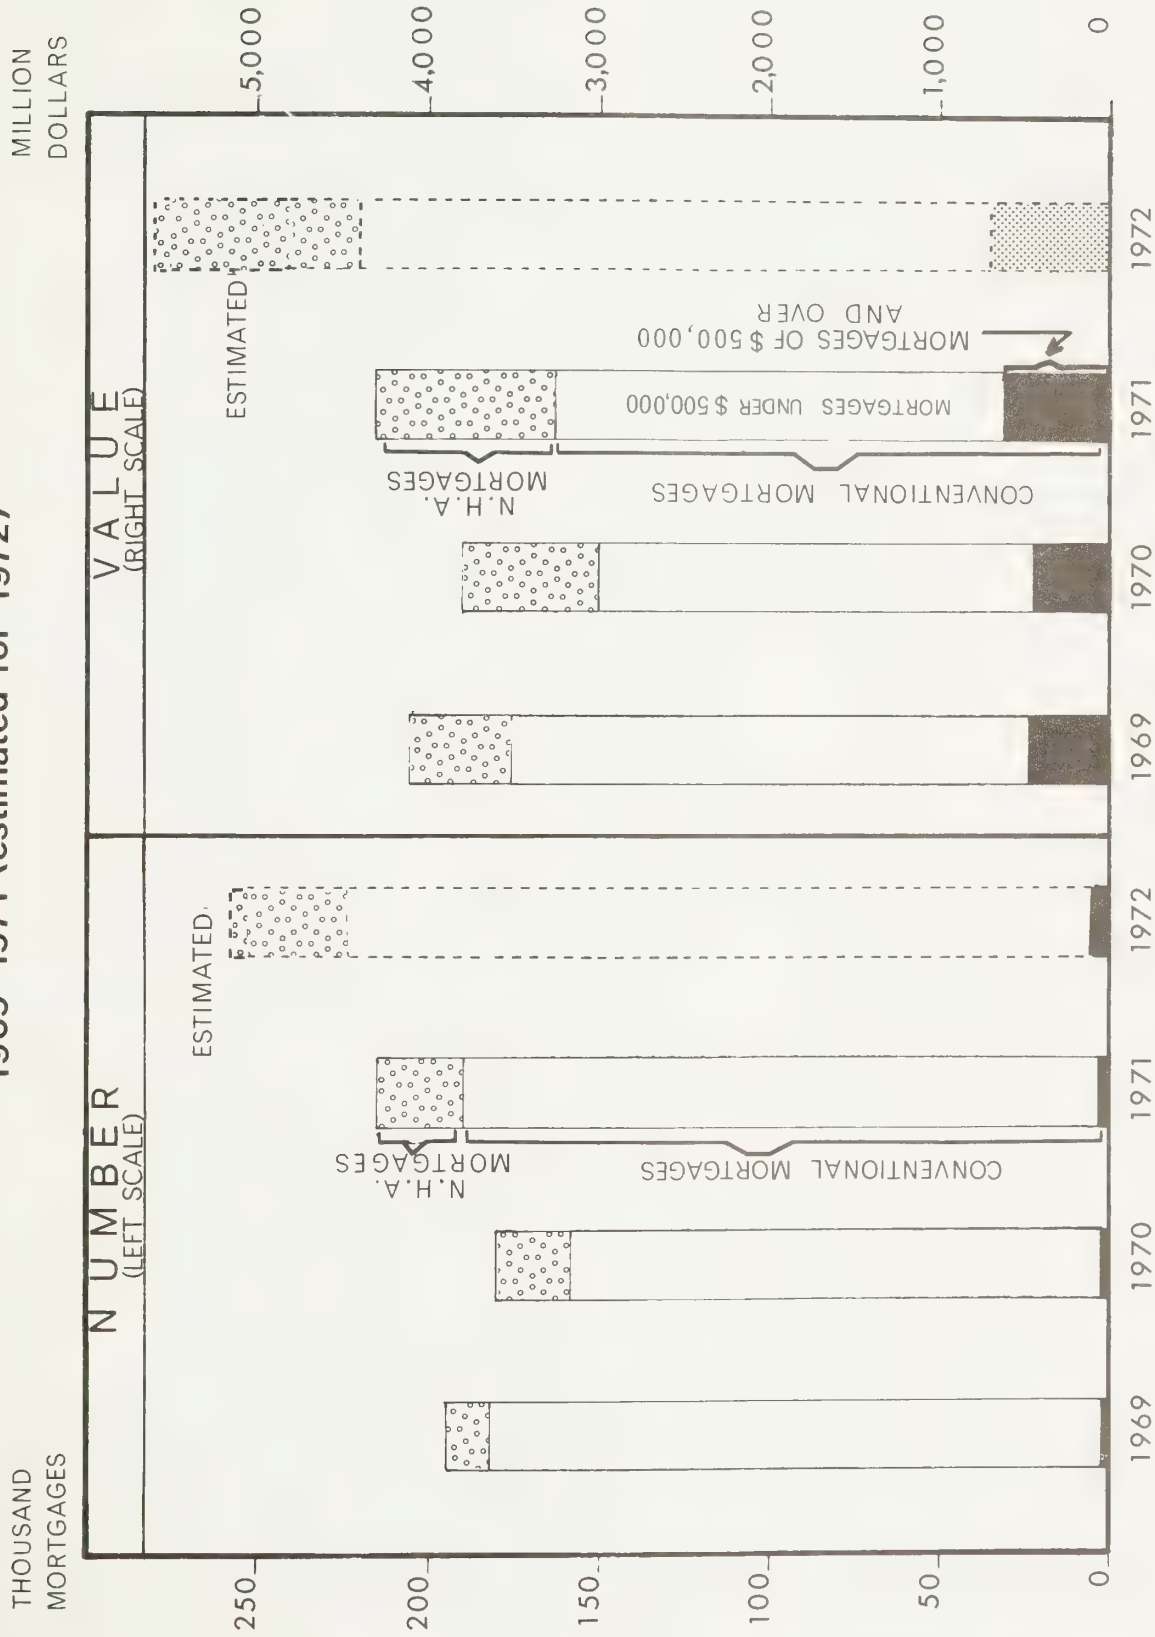 1969-1971 (estimated for 1972)
THOUSAND
MORTGAGES
MILLION
DOLLARS
NUMBER
(LEFT SCALE)
VALUE
(RIGHT SCALE)
250
200
150
100
50
0
5,000
4,000
3,000
2,000
1,000
0
N.H.A.
MORTGAGES
CONVENTIONAL MORTGAGES
ESTIMATED
N.H.A.
MORTGAGES
CONVENTIONAL MORTGAGES
MORTGAGES UNDER $500,000
MORTGAGES OF $500,000
AND OVER
ESTIMATED
1969
1970
1971
1972
1969
1970
1971
1972